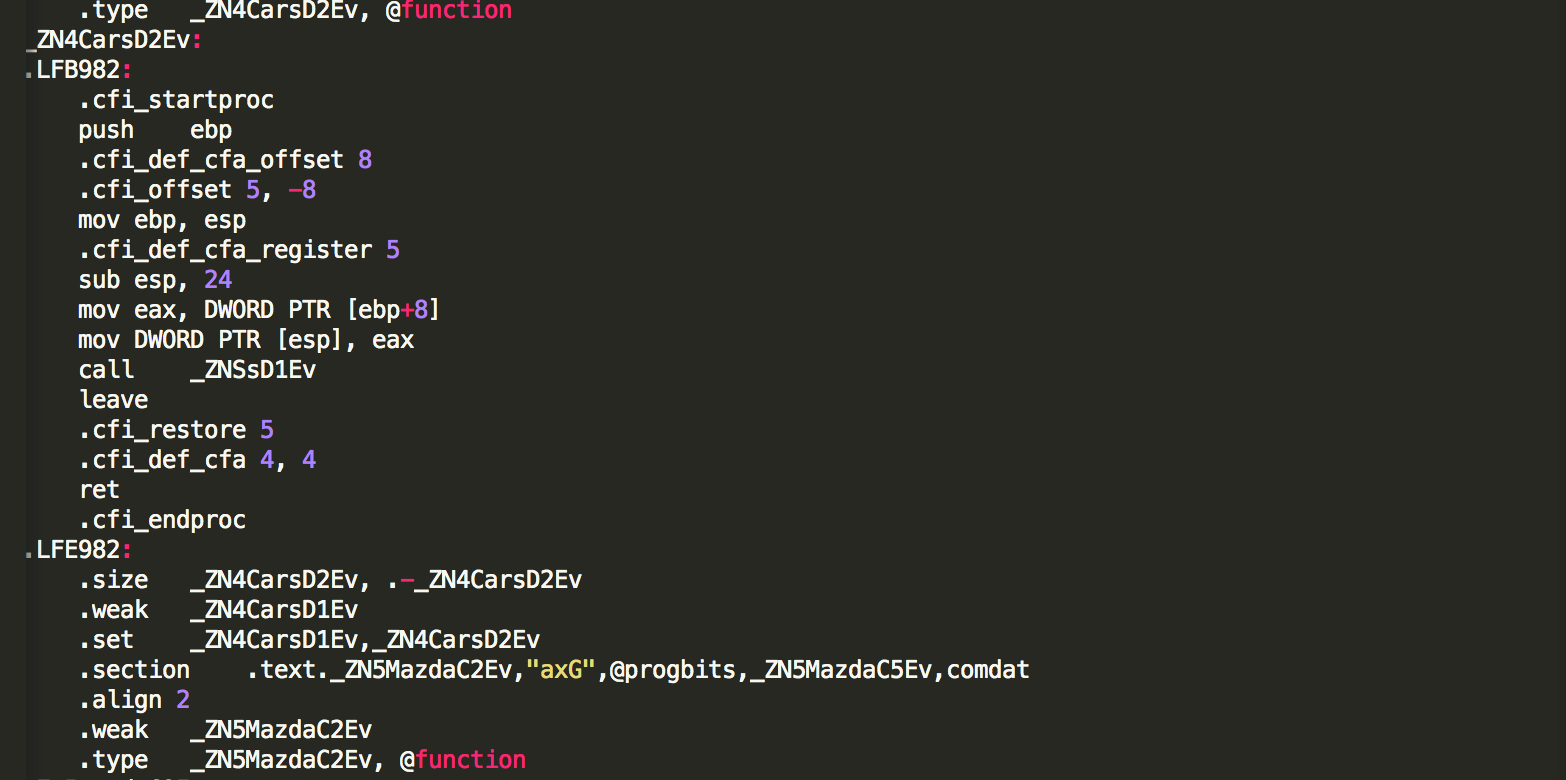 .type _ZN4CarsD2Ev, @function
_ZN4CarsD2Ev:
.LFB982:
.cfi_startproc
push ebp
.cfi_def_cfa_offset 8
.cfi_offset 5, -8
mov ebp, esp
.cfi_def_cfa_register 5
sub esp, 24
mov eax, DWORD PTR [ebp+8]
mov DWORD PTR [esp], eax
call _ZNSsD1Ev
leave
.cfi_restore 5
.cfi_def_cfa 4, 4
ret
.cfi_endproc
.LFE982:
.size _ZN4CarsD2Ev, .-_ZN4CarsD2Ev
.weak _ZN4CarsD1Ev
.set _ZN4CarsD1Ev,_ZN4CarsD2Ev
.section .text._ZN5MazdaC2Ev,"axG",@progbits,_ZN5MazdaC5Ev,comdat
.align 2
.weak _ZN5MazdaC2Ev
.type _ZN5MazdaC2Ev, @function